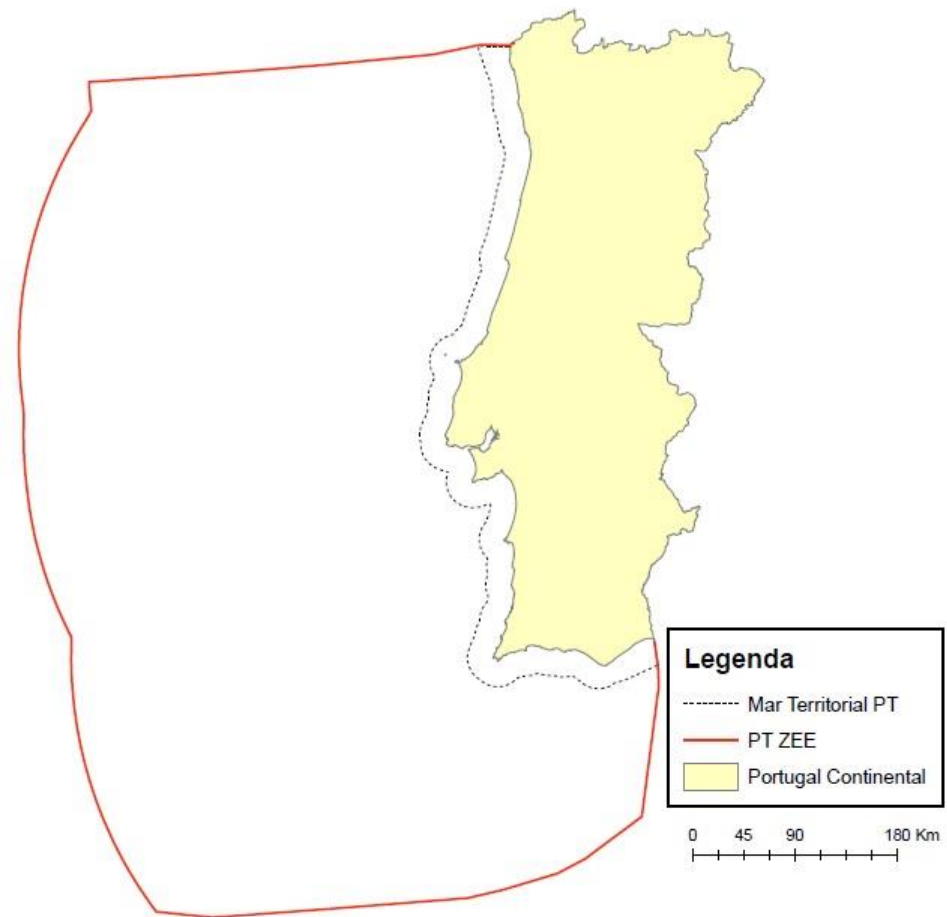 Legenda
Mar Territorial PT
PT ZEE
Portugal Continental
0 45 90 180 Km